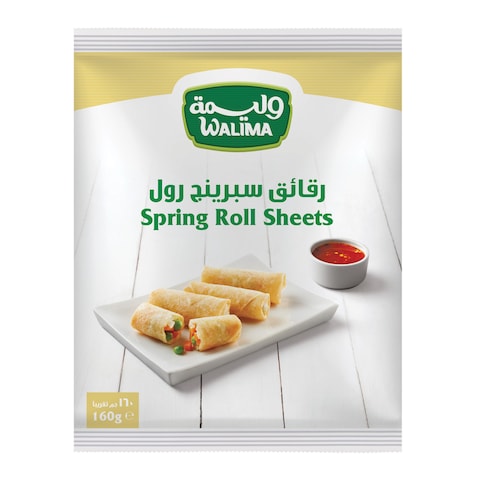 وليمة
WALIMA
رقائق سبرينج رول
Spring Roll Sheets
١٦٠ جم تقريبا
160g ℮